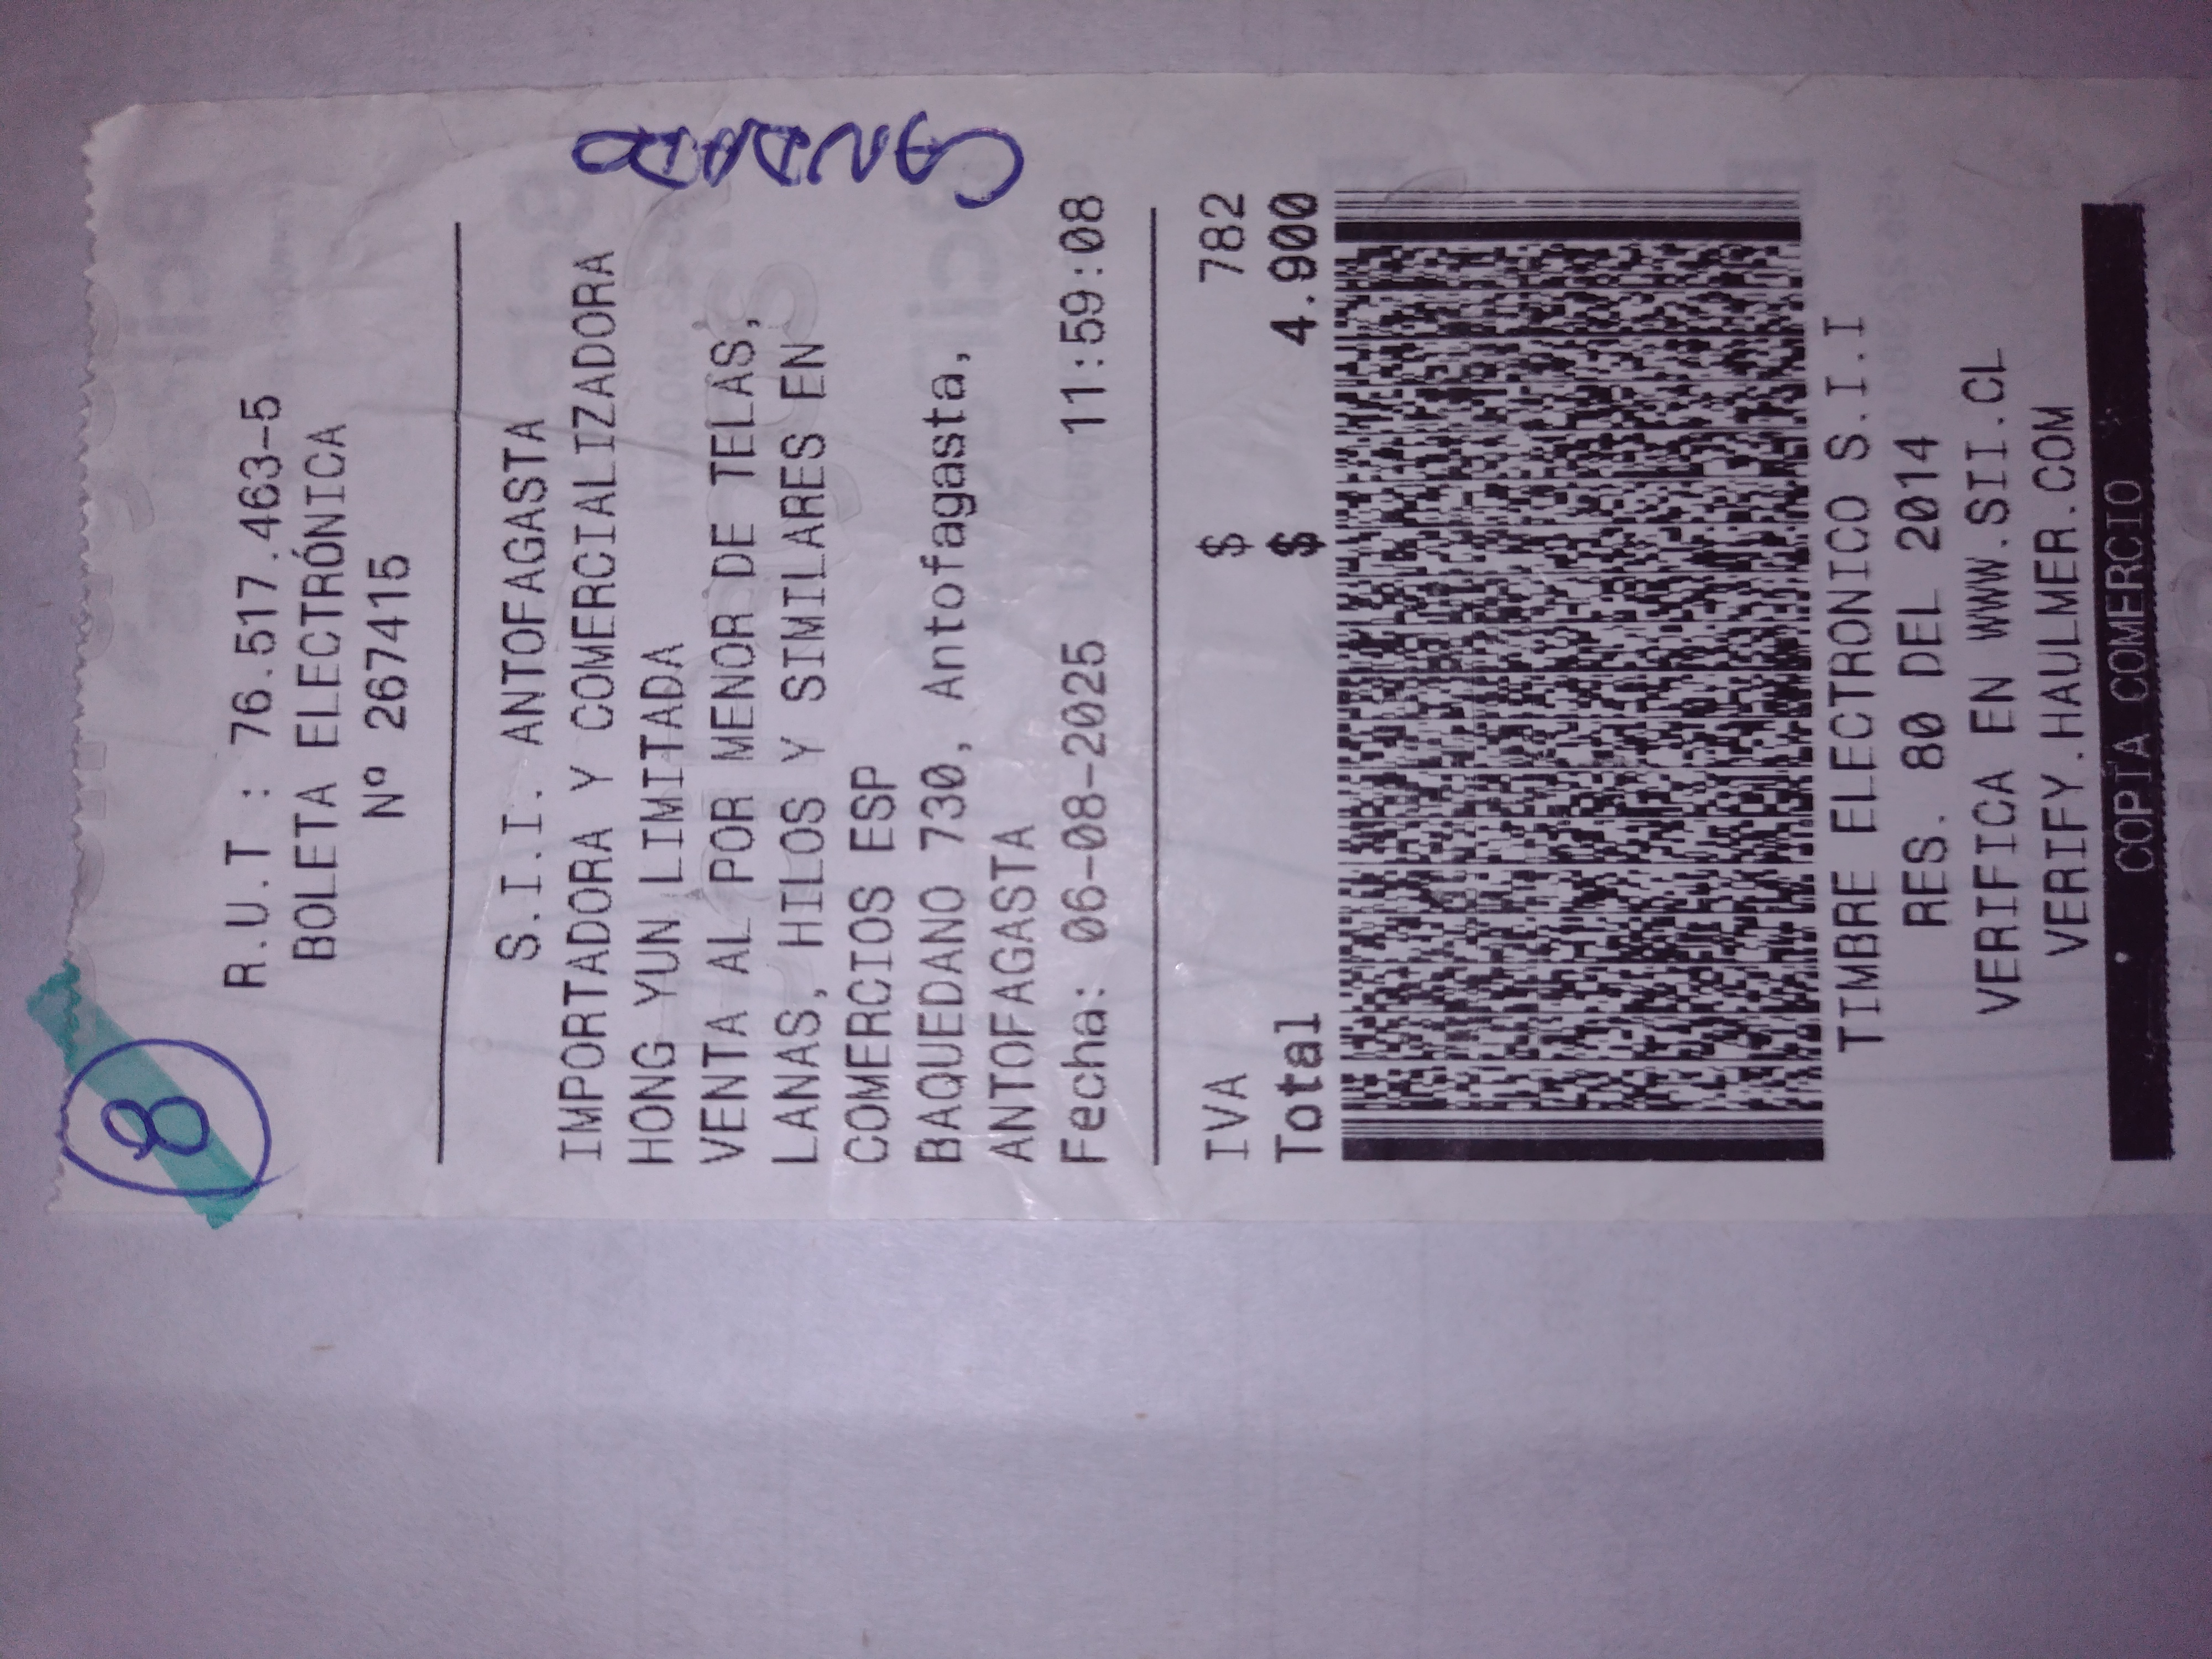 8
R.U.T : 76.517.463-5
BOLETA ELECTRÓNICA
Nº 267415
S.I.I. ANTOFAGASTA
IMPORTADORA Y COMERCIALIZADORA
HONG YUN LIMITADA
VENTA AL POR MENOR DE TELAS,
LANAS, HILOS Y SIMILARES EN
COMERCIOS ESP
BAQUEDANO 730, Antofagasta,
ANTOFAGASTA
CANDADO
Fecha: 06-08-2025 11:59:08
IVA $ 782
Total $ 4.900
TIMBRE ELECTRONICO S.I.I
RES. 80 DEL 2014
VERIFICA EN WWW.SII.CL
VERIFY.HAULMER.COM
COPIA COMERCIO